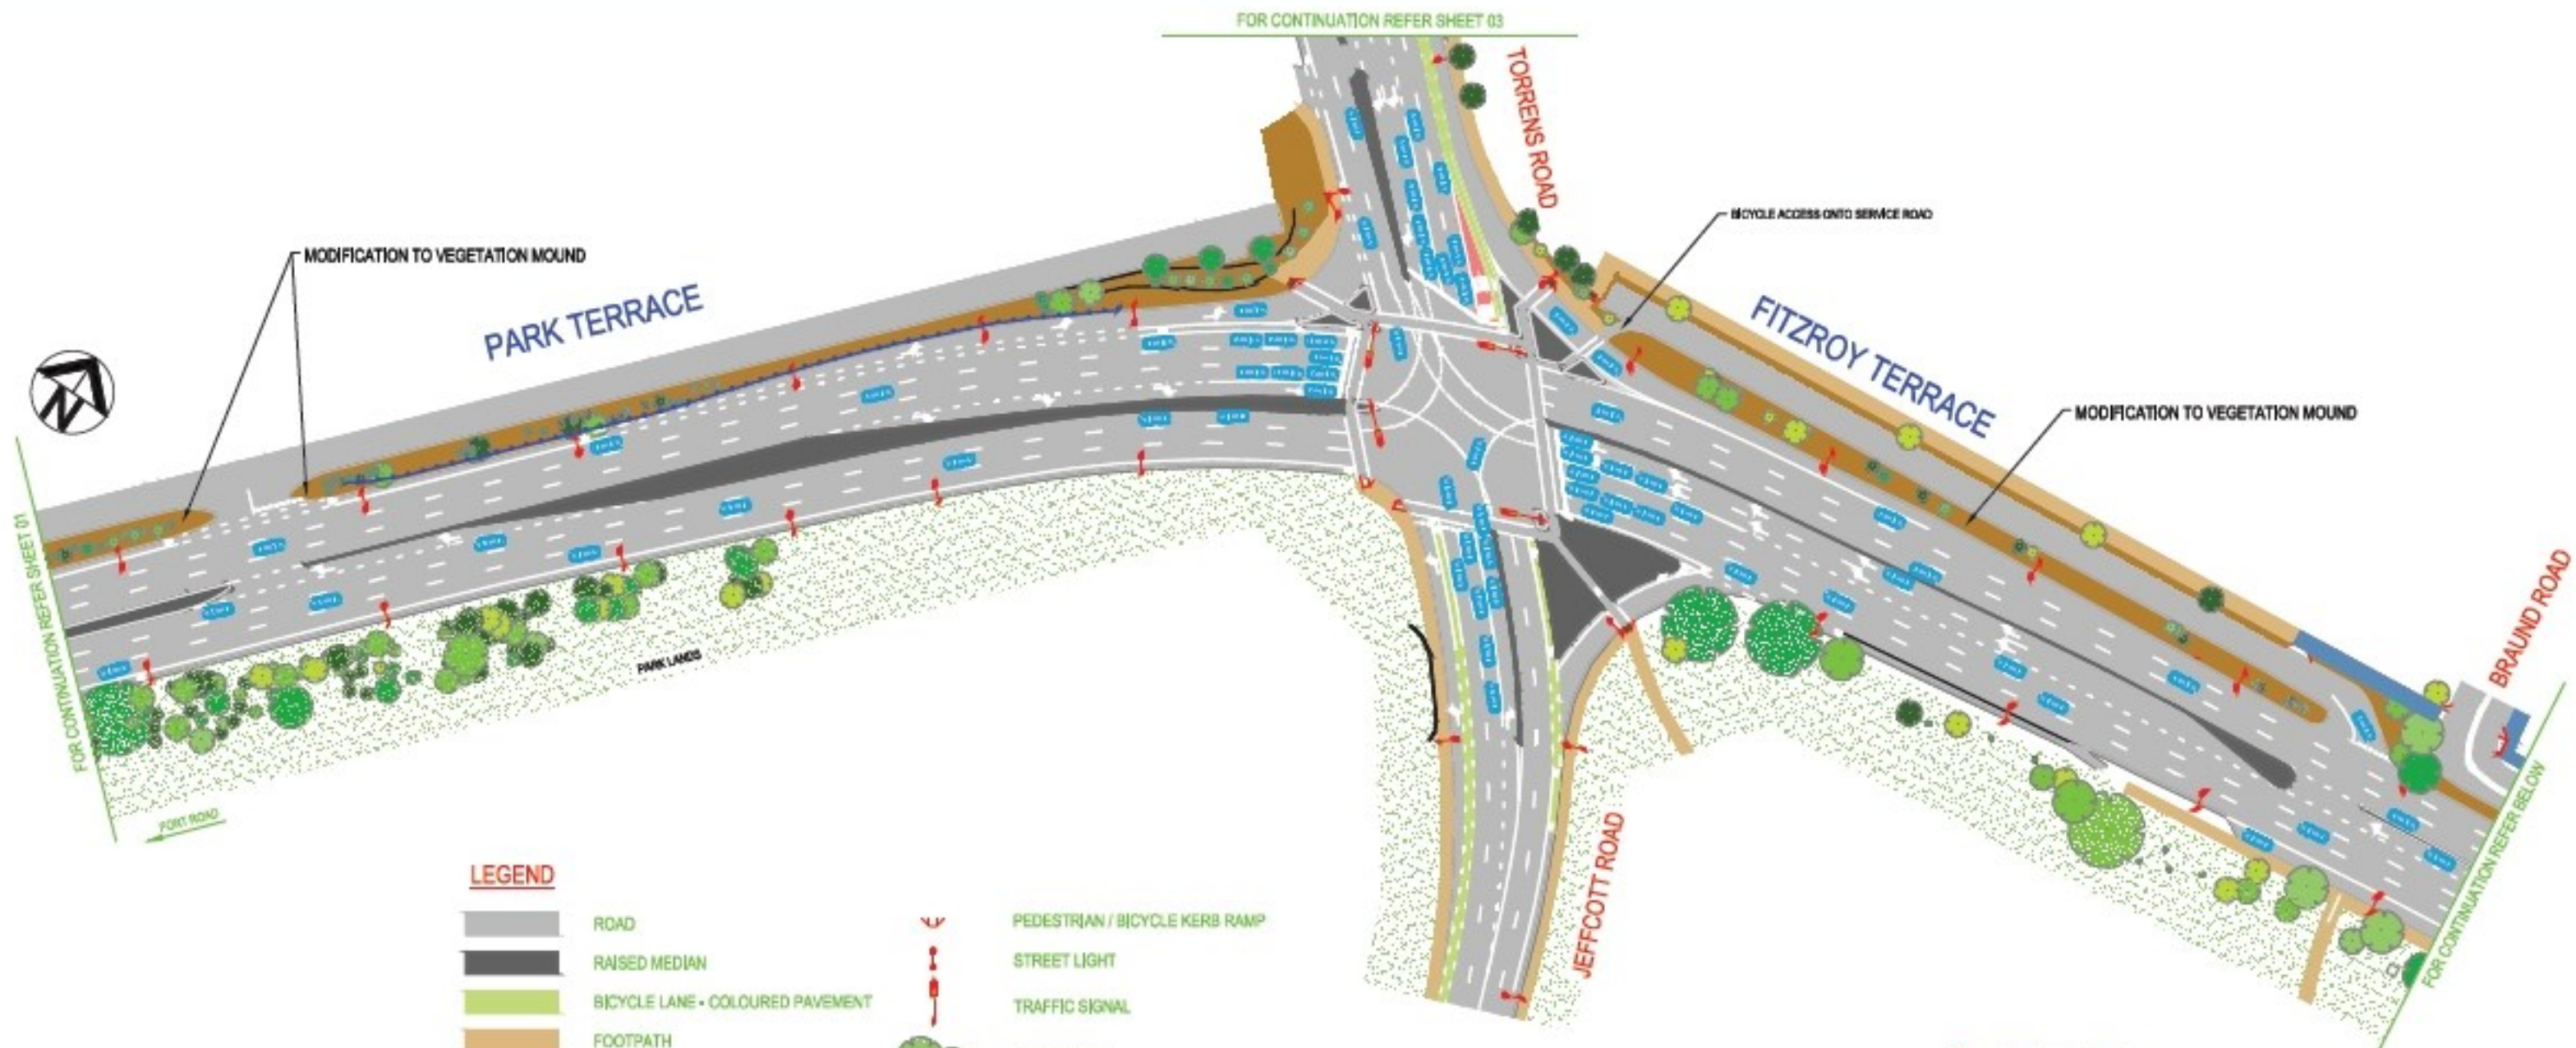 FOR CONTINUATION REFER SHEET 03
TORRENS ROAD
BICYCLE ACCESS ONTO SERVICE ROAD
MODIFICATION TO VEGETATION MOUND
PARK TERRACE
FITZROY TERRACE
MODIFICATION TO VEGETATION MOUND
N
FOR CONTINUATION REFER SHEET 01
BRAUND ROAD
PARK LANDS
PORT ROAD
JEFFCOTT ROAD
FOR CONTINUATION REFER BELOW
LEGEND
ROAD
PEDESTRIAN / BICYCLE KERB RAMP
RAISED MEDIAN
STREET LIGHT
BICYCLE LANE - COLOURED PAVEMENT
TRAFFIC SIGNAL
FOOTPATH